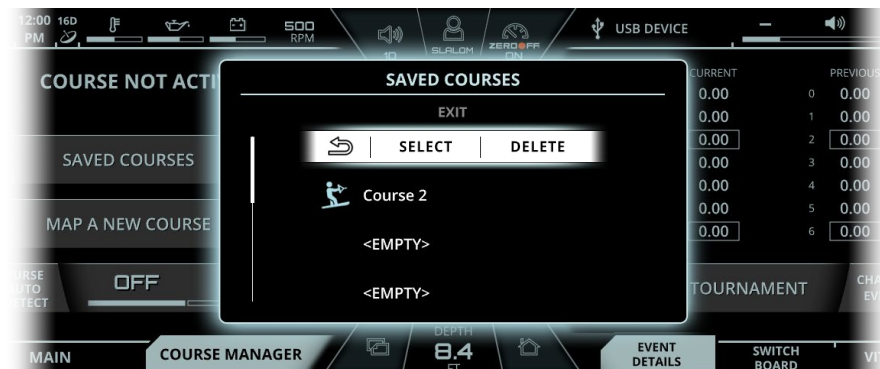 12:00 16D
PM
500
RPM
10
SLALOM
ZEROOFF
ON
USB DEVICE
COURSE NOT ACTI
SAVED COURSES
MAP A NEW COURSE
OFF
SAVED COURSES
EXIT
SELECT DELETE
Course 2
<EMPTY>
<EMPTY>
CURRENT PREVIOUS
0.00 0 0.00
0.00 1 0.00
0.00 2 0.00
0.00 3 0.00
0.00 4 0.00
0.00 5 0.00
0.00 6 0.00
TOURNAMENT
CHA
EV
MAIN
COURSE MANAGER
DEPTH
8.4
FT
EVENT
DETAILS
SWITCH
BOARD
VI